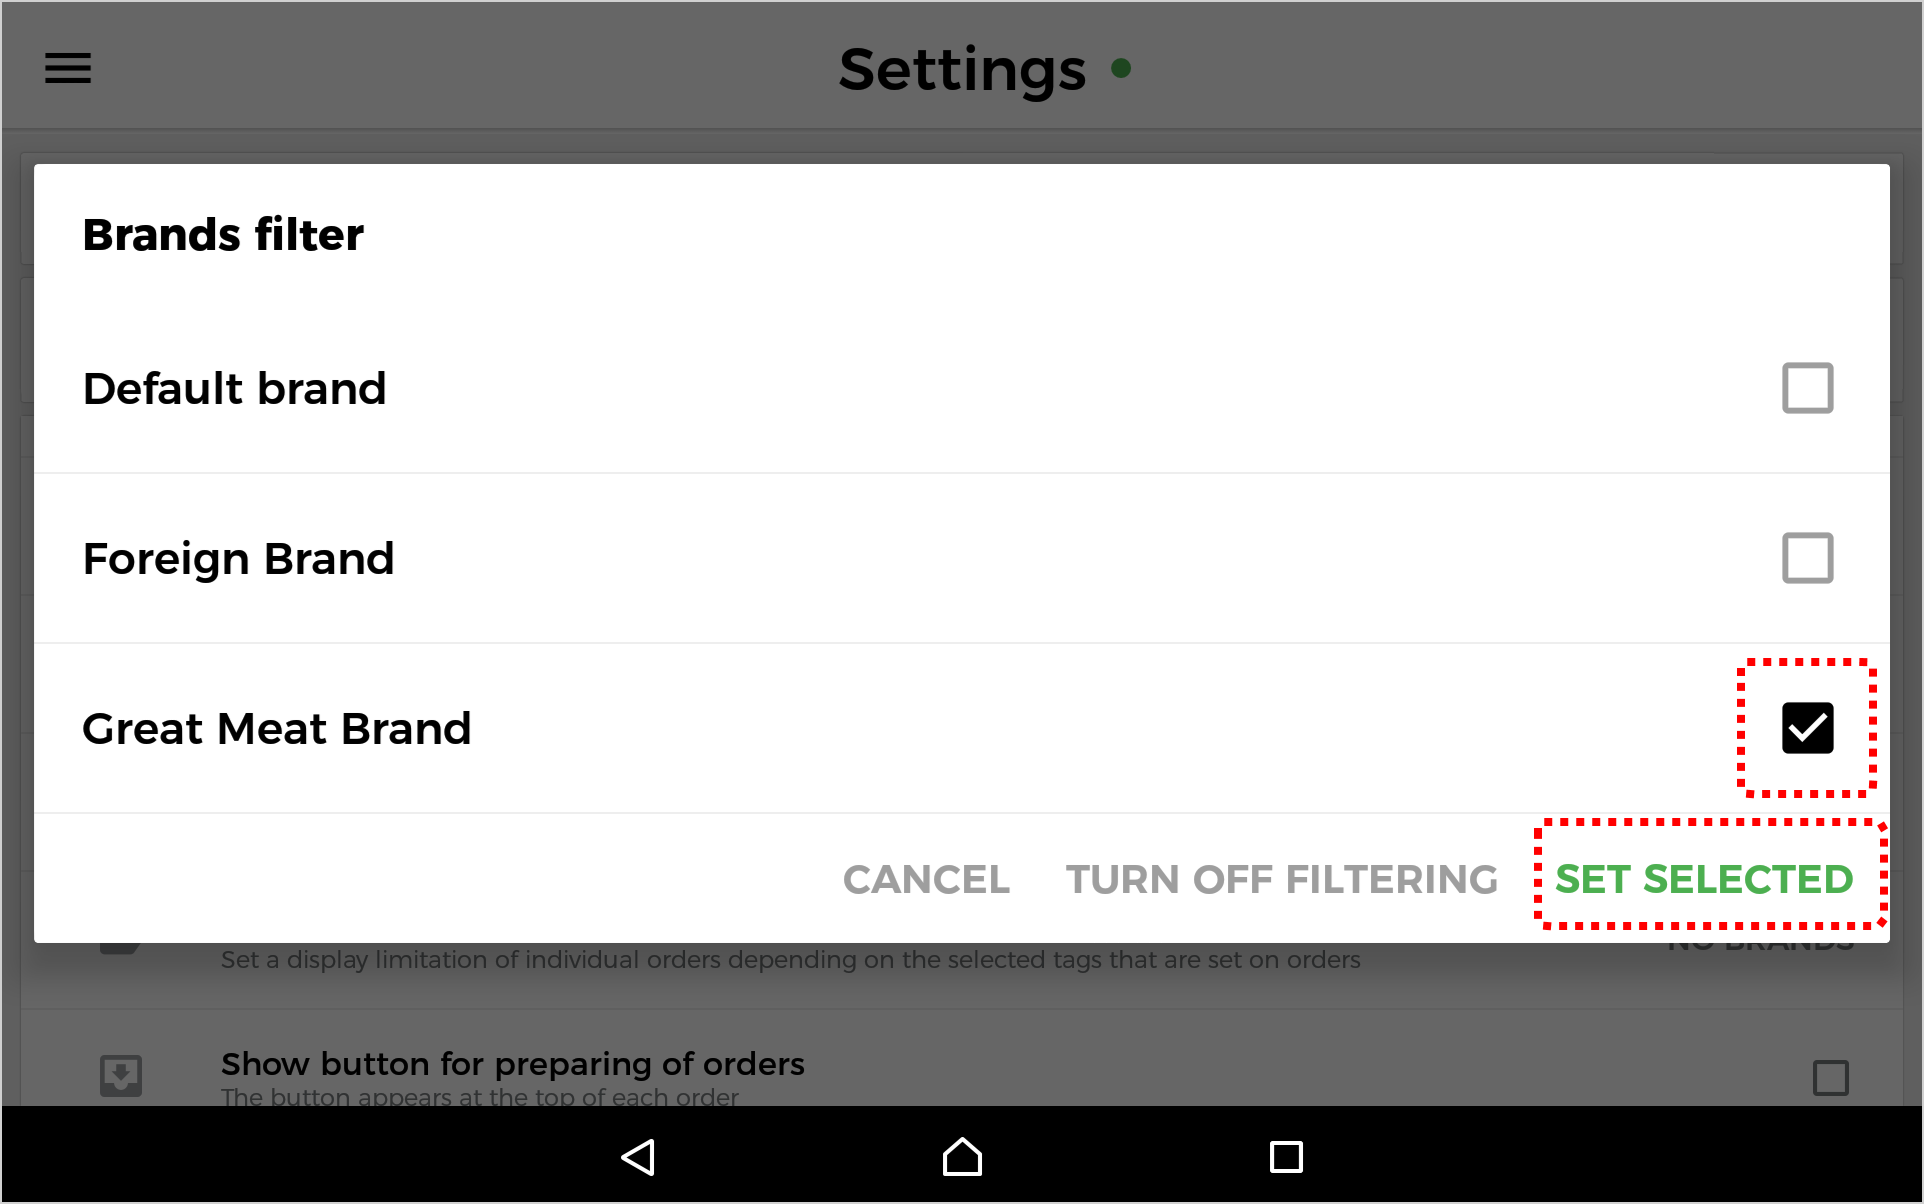 Settings
Brands filter
Default brand
Foreign Brand
Great Meat Brand
CANCEL TURN OFF FILTERING SET SELECTED
NO BRANDS
Set a display limitation of individual orders depending on the selected tags that are set on orders
Show button for preparing of orders
The button appears at the top of each order